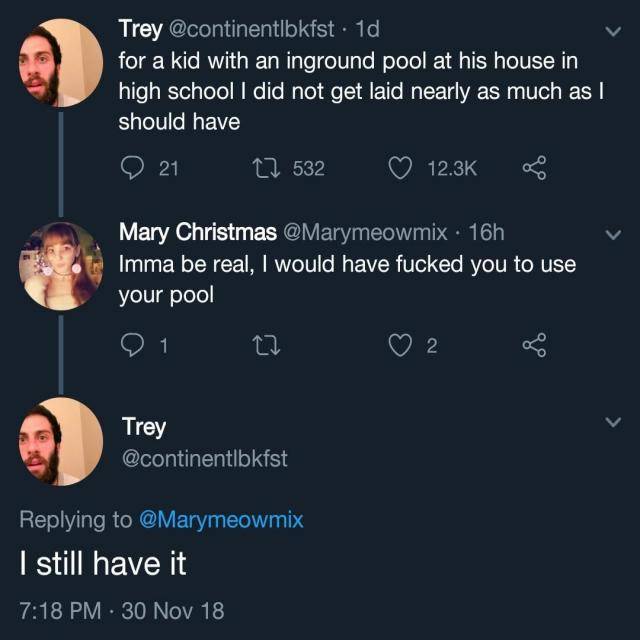 Trey @continentlbkfst · 1d
for a kid with an inground pool at his house in
high school I did not get laid nearly as much as I
should have
21 532 12.3K
Mary Christmas @Marymeowmix · 16h
Imma be real, I would have fucked you to use
your pool
1 2
Trey
@continentlbkfst
Replying to @Marymeowmix
I still have it
7:18 PM · 30 Nov 18